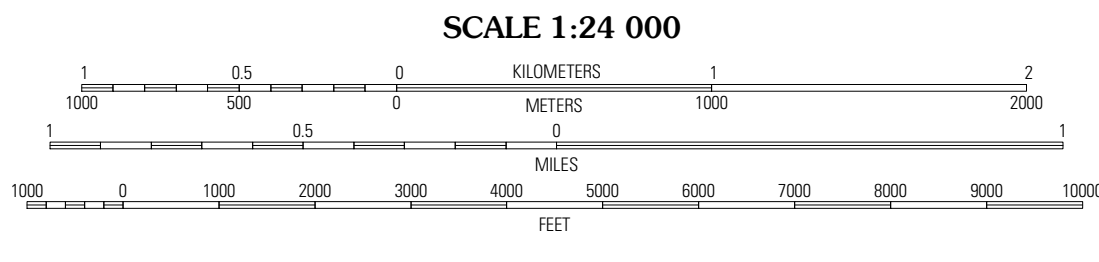 SCALE 1:24 000
1 0.5 0 KILOMETERS 1 2
1000 500 0 METERS 1000 2000
1 0.5 0 1
MILES
1000 0 1000 2000 3000 4000 5000 6000 7000 8000 9000 10000
FEET